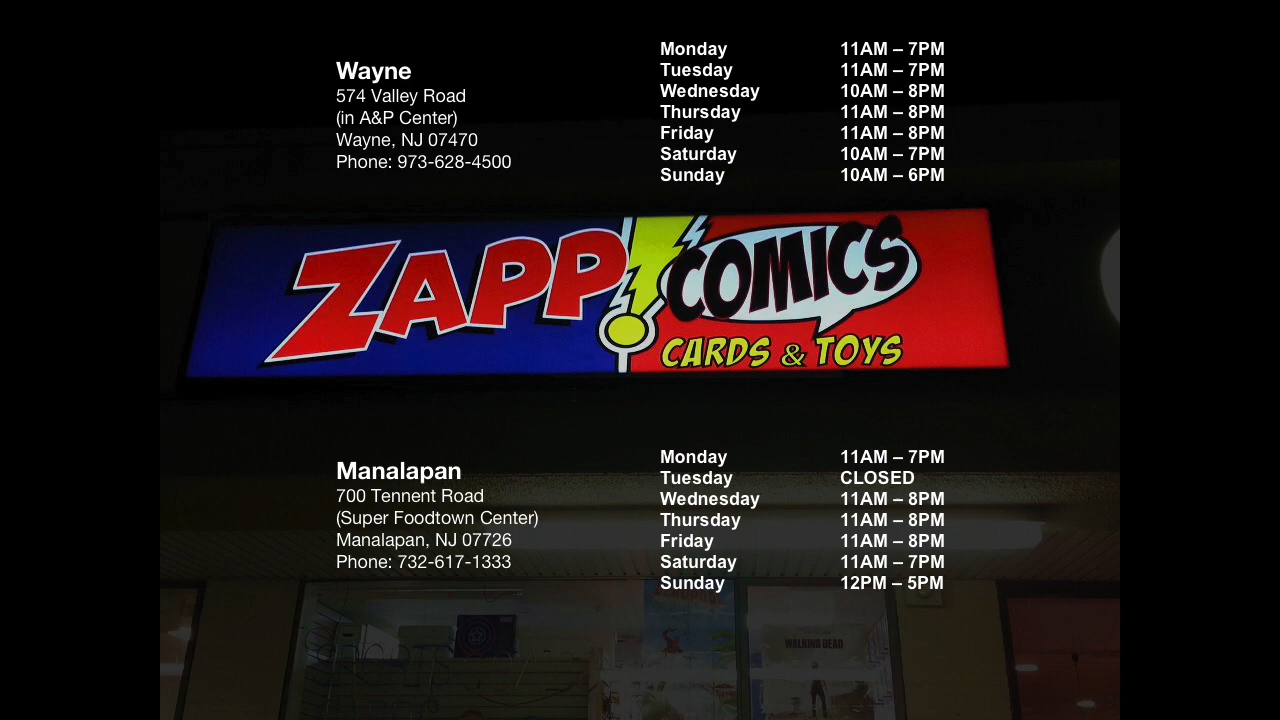 Wayne
574 Valley Road
(in A&P Center)
Wayne, NJ 07470
Phone: 973-628-4500
Monday 11AM – 7PM
Tuesday 11AM – 7PM
Wednesday 10AM – 8PM
Thursday 11AM – 8PM
Friday 11AM – 8PM
Saturday 10AM – 7PM
Sunday 10AM – 6PM
ZAPP! COMICS
CARDS & TOYS
Manalapan
700 Tennent Road
(Super Foodtown Center)
Manalapan, NJ 07726
Phone: 732-617-1333
Monday 11AM – 7PM
Tuesday CLOSED
Wednesday 11AM – 8PM
Thursday 11AM – 8PM
Friday 11AM – 8PM
Saturday 11AM – 7PM
Sunday 12PM – 5PM
WALKING DEAD